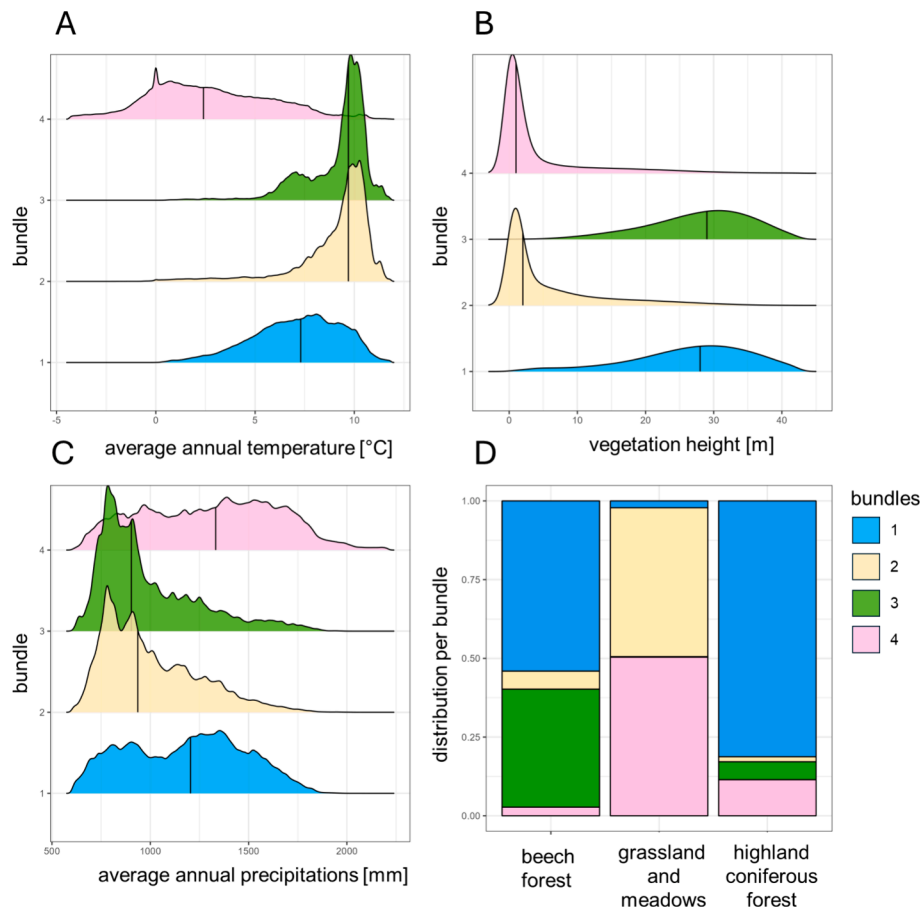 A
bundle
4
3
2
1
-5
0
5
10
average annual temperature [°C]
B
bundle
4
3
2
1
0
10
20
30
40
vegetation height [m]
C
bundle
4
3
2
1
500
1000
1500
2000
average annual precipitations [mm]
D
distribution per bundle
1.00
0.75
0.50
0.25
0.00
beech
forest
grassland
and
meadows
highland
coniferous
forest
bundles
1
2
3
4